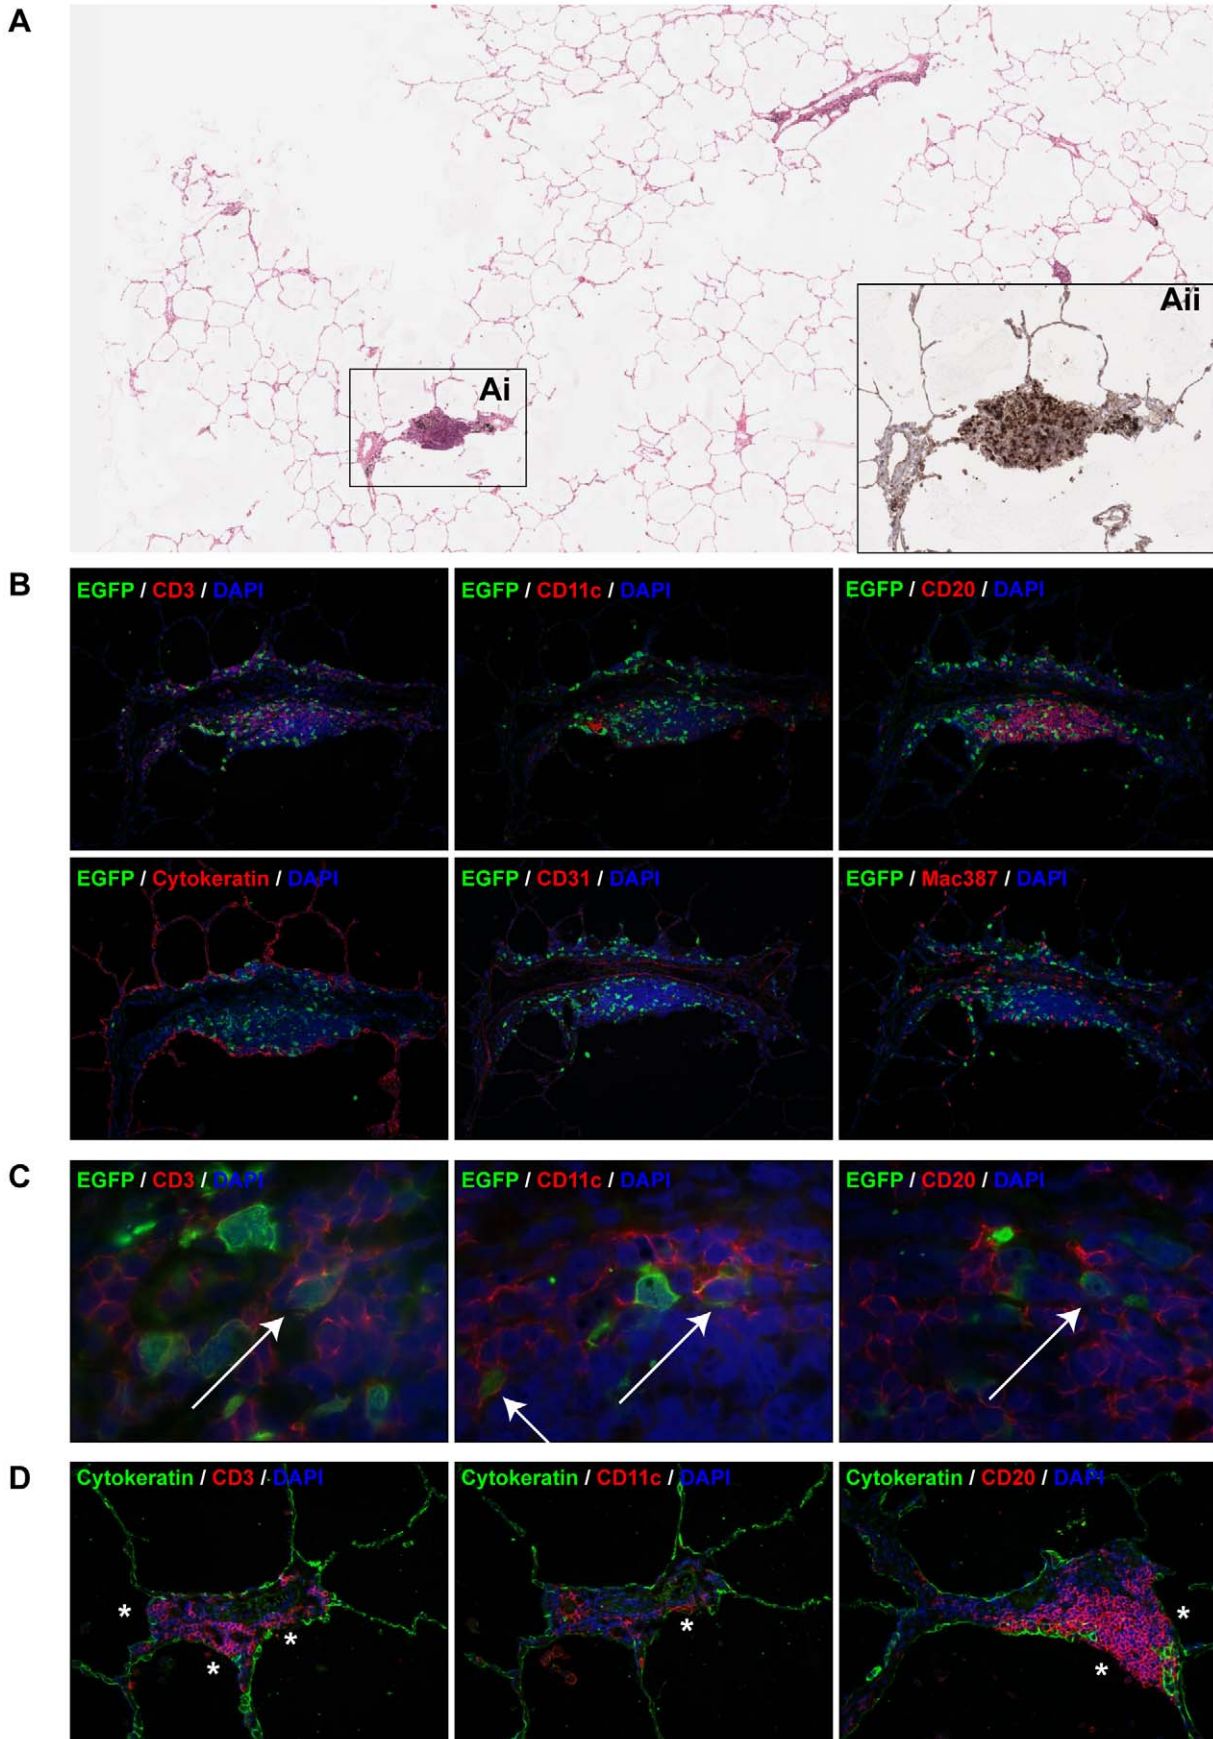 A
Ai
Aii
B
EGFP / CD3 / DAPI
EGFP / CD11c / DAPI
EGFP / CD20 / DAPI
EGFP / Cytokeratin / DAPI
EGFP / CD31 / DAPI
EGFP / Mac387 / DAPI
C
EGFP / CD3 / DAPI
EGFP / CD11c / DAPI
EGFP / CD20 / DAPI
D
Cytokeratin / CD3 / DAPI
Cytokeratin / CD11c / DAPI
Cytokeratin / CD20 / DAPI
* * *
*
* *